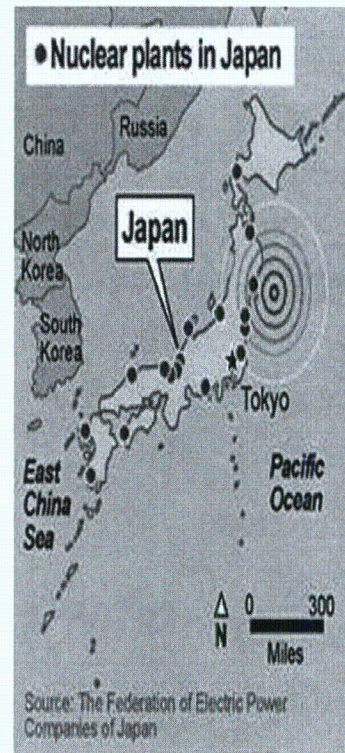 Nuclear plants in Japan
Russia
China
Japan
North
Korea
South
Korea
Tokyo
East
China
Sea
Pacific
Ocean
N
0 300
Miles
Source: The Federation of Electric Power
Companies of Japan